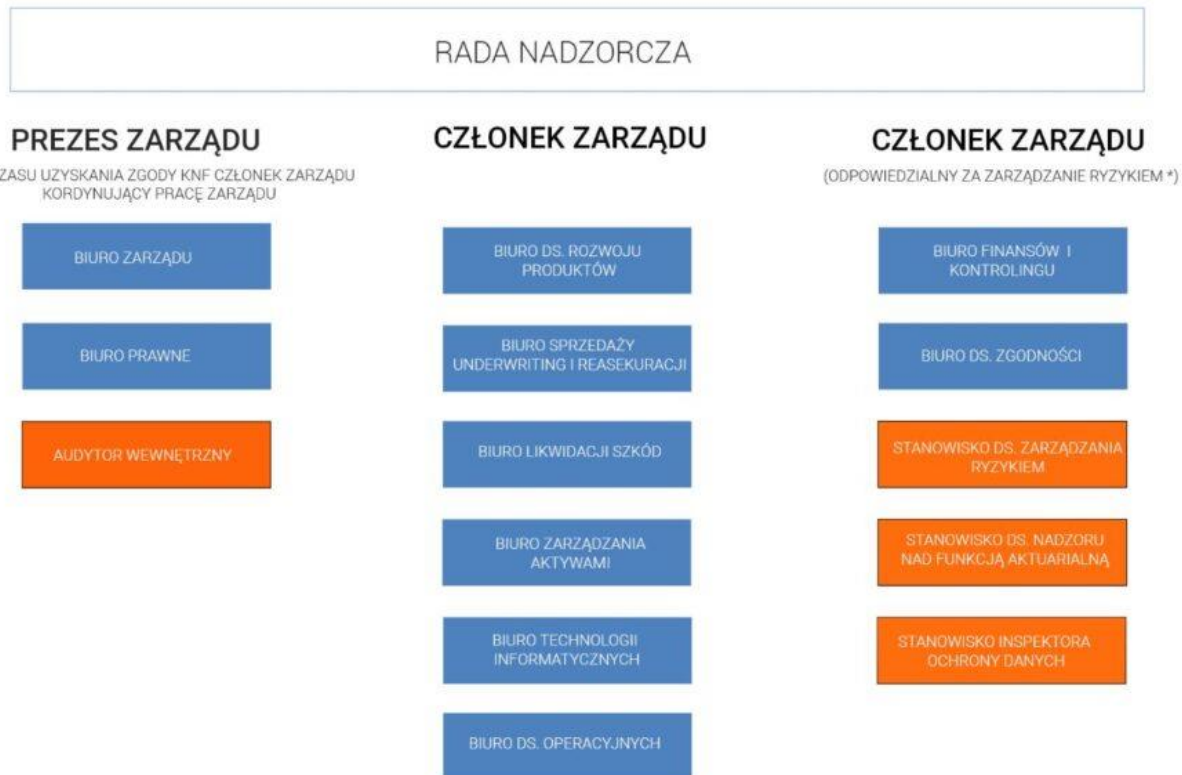 RADA NADZORCZA
PREZES ZARZĄDU
ZASU UZYSKANIA ZGODY KNF CZŁONEK ZARZĄDU
KORDYNUJĄCY PRACĘ ZARZĄDU
BIURO ZARZĄDU
BIURO PRAWNE
AUDYTOR WEWNĘTRZNY
CZŁONEK ZARZĄDU
BIURO DS. ROZWOJU
PRODUKTÓW
BIURO SPRZEDAŻY
UNDERWRITING I REASEKURACJI
BIURO LIKWIDACJI SZKÓD
BIURO ZARZĄDZANIA
AKTYWAMI
BIURO TECHNOLOGII
INFORMATYCZNYCH
BIURO DS. OPERACYJNYCH
CZŁONEK ZARZĄDU
(ODPOWIEDZIALNY ZA ZARZĄDZANIE RYZYKIEM *)
BIURO FINANSÓW I
KONTROLINGU
BIURO DS. ZGODNOŚCI
STANOWISKO DS. ZARZĄDZANIA
RYZYKIEM
STANOWISKO DS. NADZORU
NAD FUNKCJĄ AKTUARIALNĄ
STANOWISKO INSPEKTORA
OCHRONY DANYCH